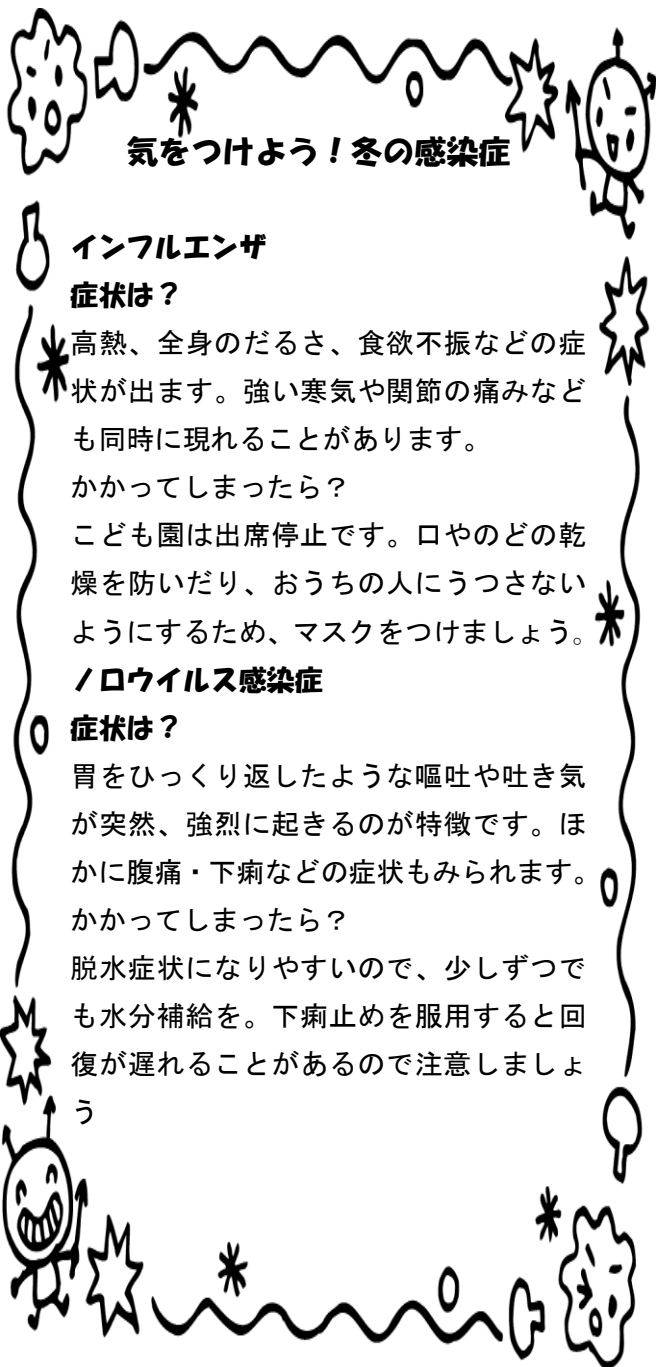 気をつけよう！冬の感染症
インフルエンザ
症状は？
高熱、全身のだるさ、食欲不振などの症
状が出ます。強い寒気や関節の痛みなど
も同時に現れることがあります。
かかってしまったら？
こども園は出席停止です。口やのどの乾
燥を防いだり、おうちの人にうつさない
ようにするため、マスクをつけましょう。
ノロウイルス感染症
症状は？
胃をひっくり返したような嘔吐や吐き気
が突然、強烈に起きるのが特徴です。ほ
かに腹痛・下痢などの症状もみられます。
かかってしまったら？
脱水症状になりやすいので、少しずつで
も水分補給を。下痢止めを服用すると回
復が遅れることがあるので注意しましょ
う